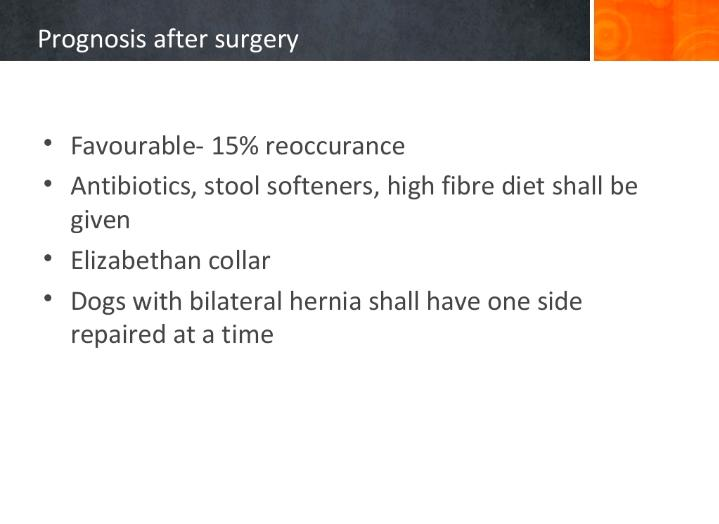 Prognosis after surgery
• Favourable- 15% reoccurance
• Antibiotics, stool softeners, high fibre diet shall be
given
• Elizabethan collar
• Dogs with bilateral hernia shall have one side
repaired at a time